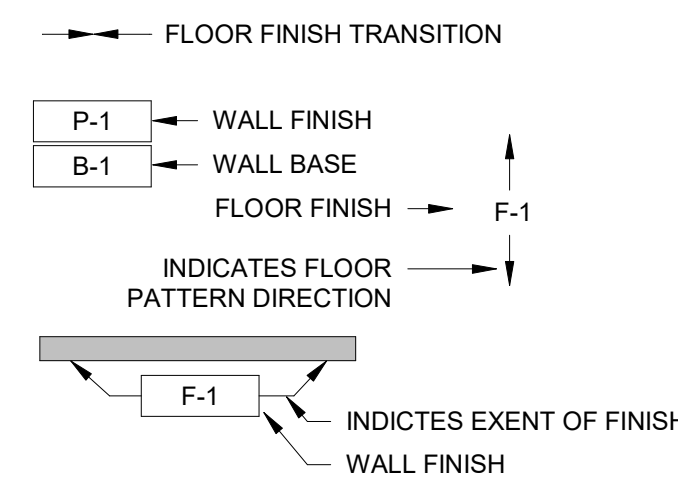 FLOOR FINISH TRANSITION
P-1
WALL FINISH
B-1
WALL BASE
FLOOR FINISH
F-1
INDICATES FLOOR
PATTERN DIRECTION
F-1
INDICTES EXENT OF FINISH
WALL FINISH